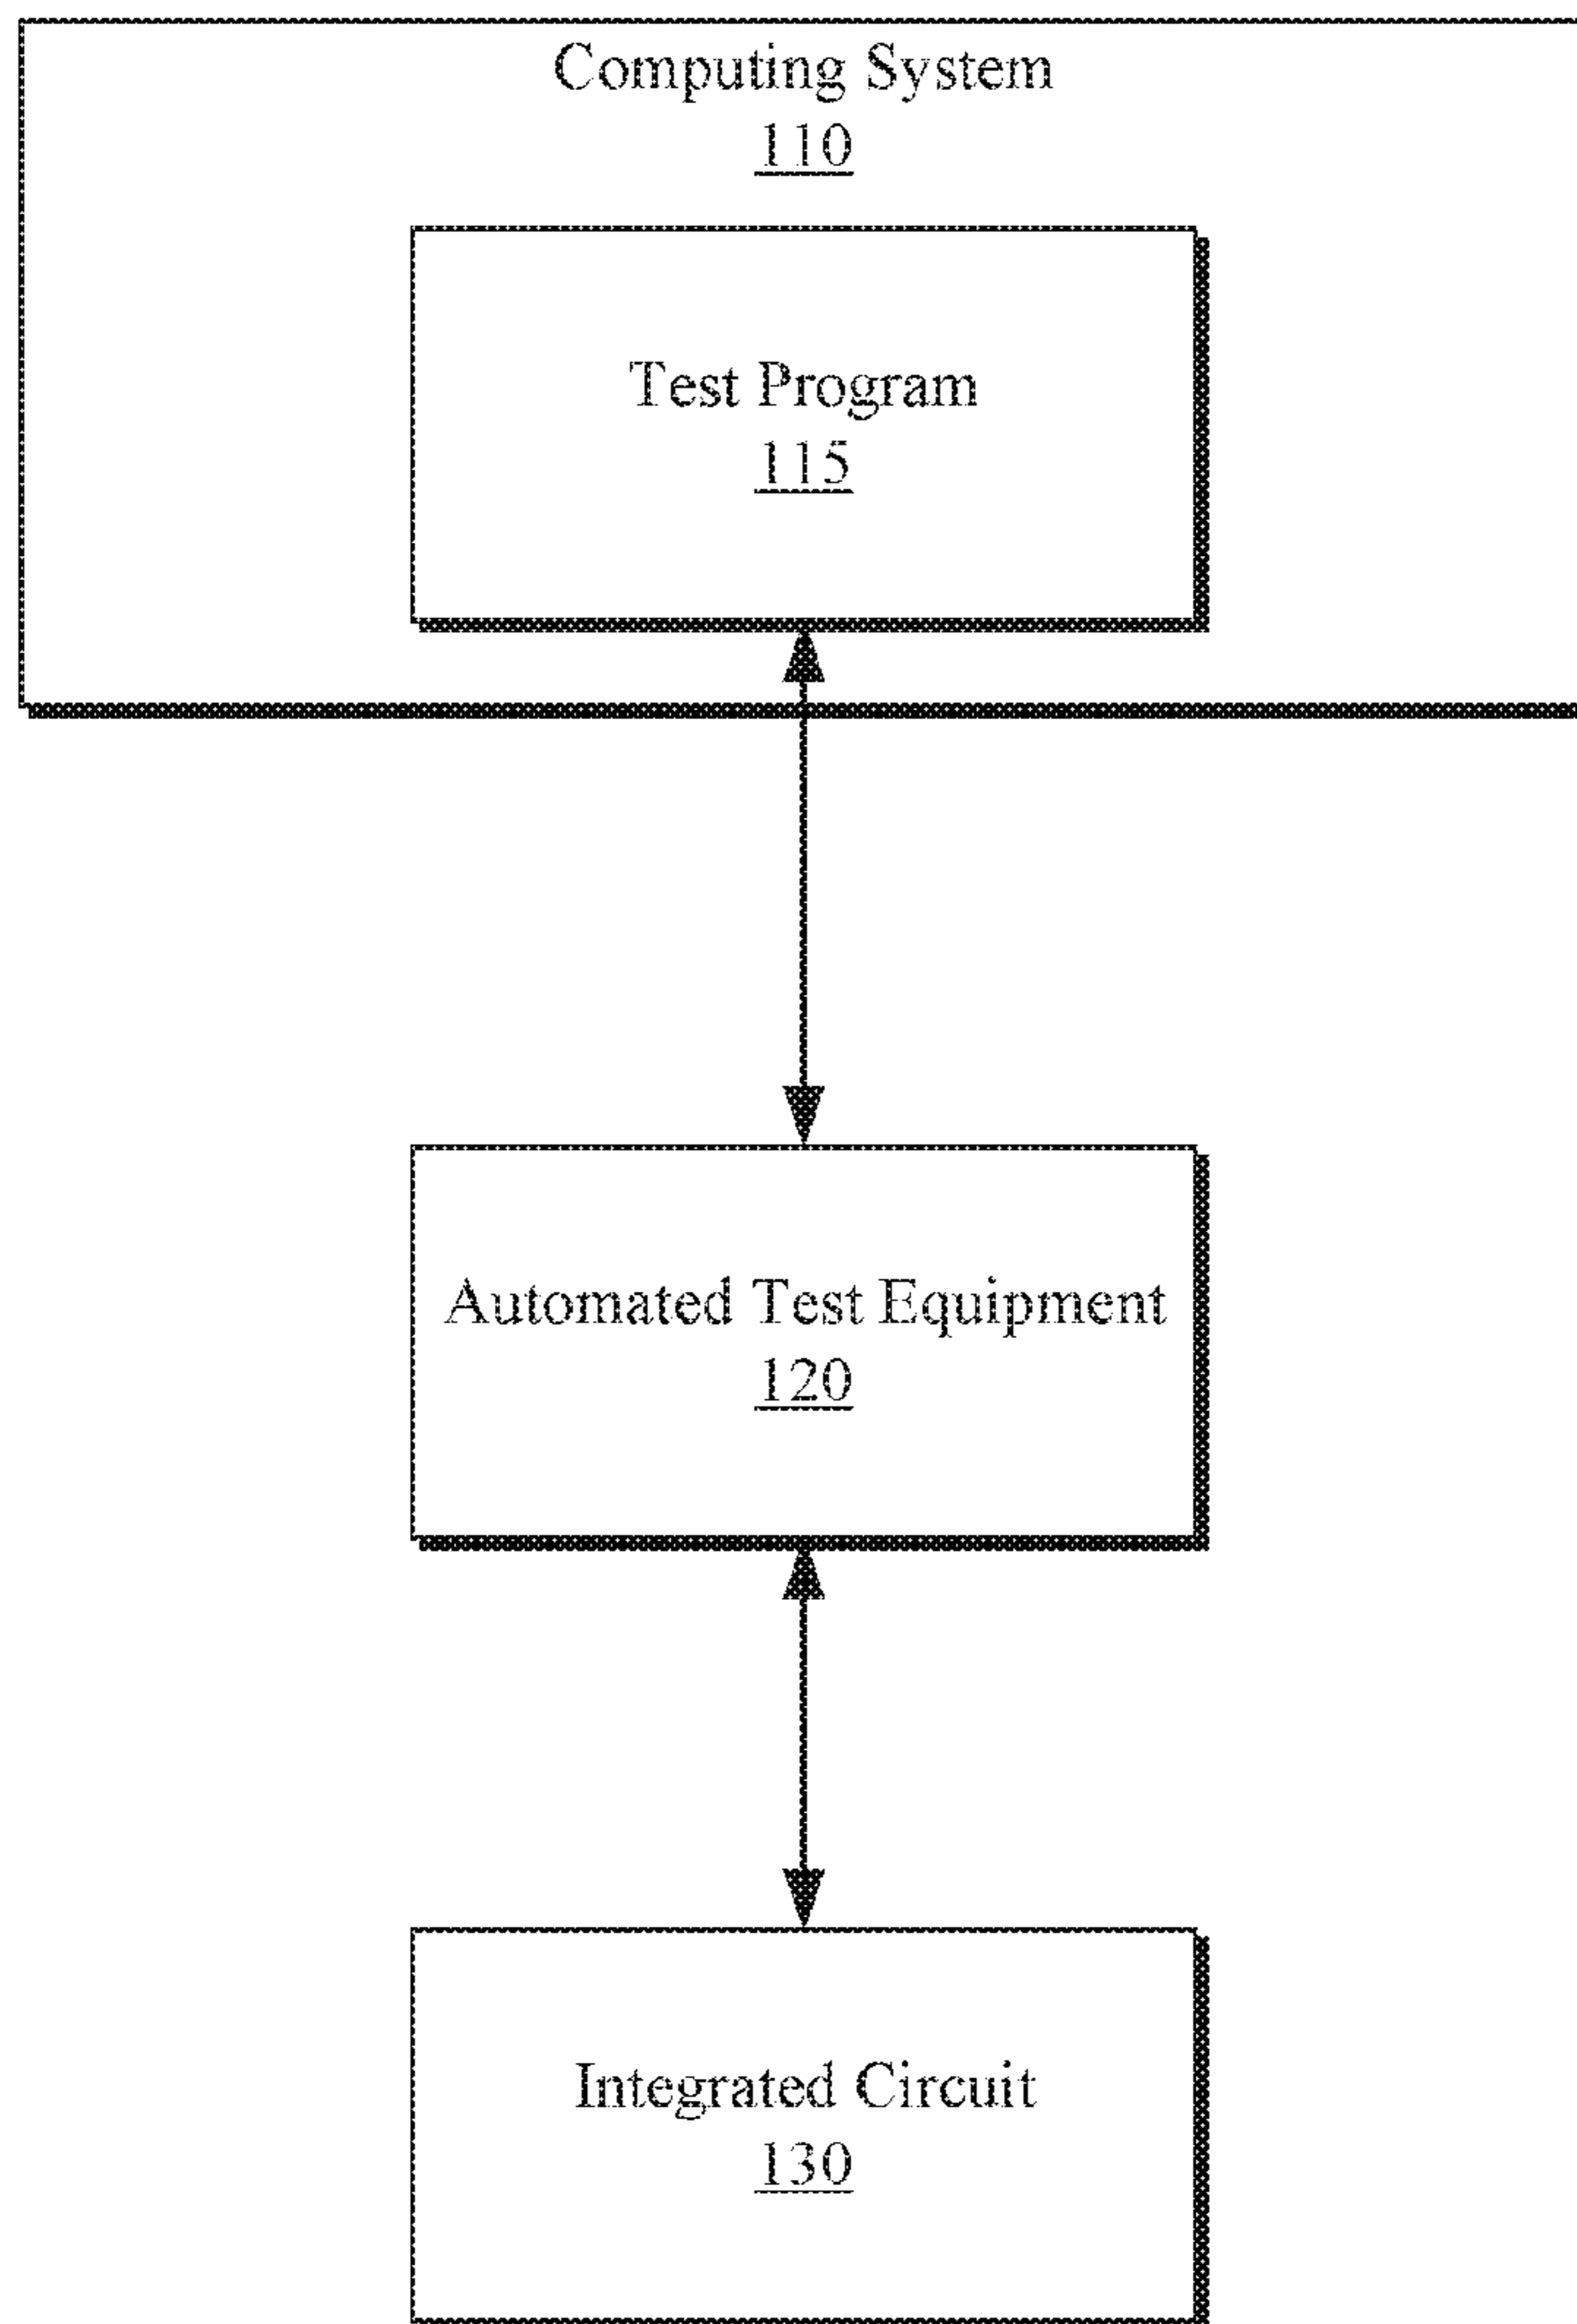 Computing System
110
Test Program
115
Automated Test Equipment
120
Integrated Circuit
130